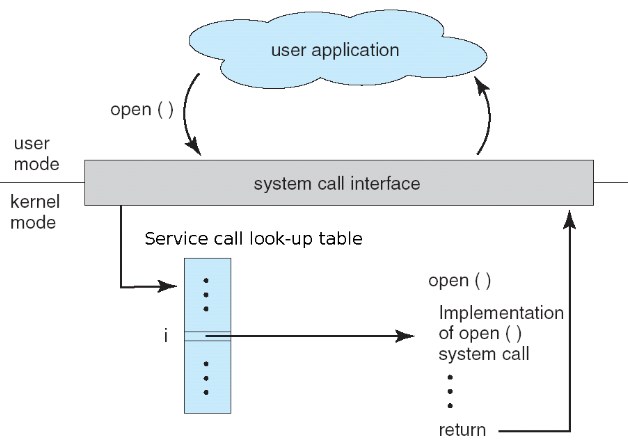 user application
open ( )
user
mode
system call interface
kernel
mode
Service call look-up table
open ( )
i
Implementation
of open ( )
system call
return